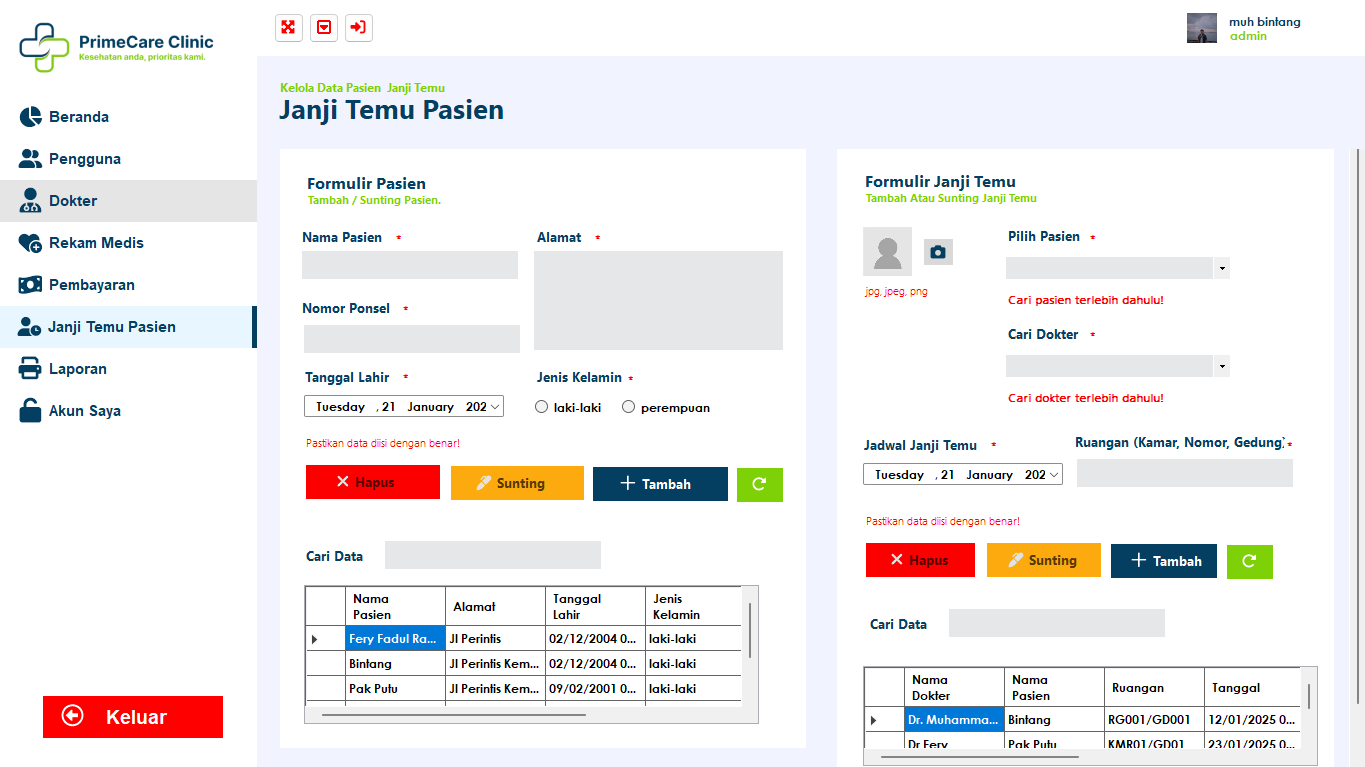 PrimeCare Clinic
Kesehatan anda, prioritas kami.
muh bintang
admin
Beranda
Pengguna
Dokter
Rekam Medis
Pembayaran
Janji Temu Pasien
Laporan
Akun Saya
Keluar
Kelola Data Pasien Janji Temu
Janji Temu Pasien
Formulir Pasien
Tambah / Sunting Pasien.
Nama Pasien *
Alamat *
Nomor Ponsel *
Tanggal Lahir *
Jenis Kelamin *
Tuesday , 21 January 202
laki-laki
perempuan
Pastikan data diisi dengan benar!
Hapus
Sunting
Tambah
Cari Data
Nama Pasien Alamat Tanggal Lahir Jenis Kelamin
Fery Fadul Ra... Jl Perintis 02/12/2004 0... laki-laki
Bintang Jl Perintis Kem... 02/12/2004 0... laki-laki
Pak Putu Jl Perintis Kem... 09/02/2001 0... laki-laki
Formulir Janji Temu
Tambah Atau Sunting Janji Temu
Pilih Pasien *
jpg, jpeg, png
Cari pasien terlebih dahulu!
Cari Dokter *
Cari dokter terlebih dahulu!
Jadwal Janji Temu *
Ruangan (Kamar, Nomor, Gedung) *
Tuesday , 21 January 202
Pastikan data diisi dengan benar!
Hapus
Sunting
Tambah
Cari Data
Nama Dokter Nama Pasien Ruangan Tanggal
Dr. Muhamma... Bintang RG001/GD001 12/01/2025 0...
Dr Fery Pak Putu KMR01/GD01 23/01/2025 0...